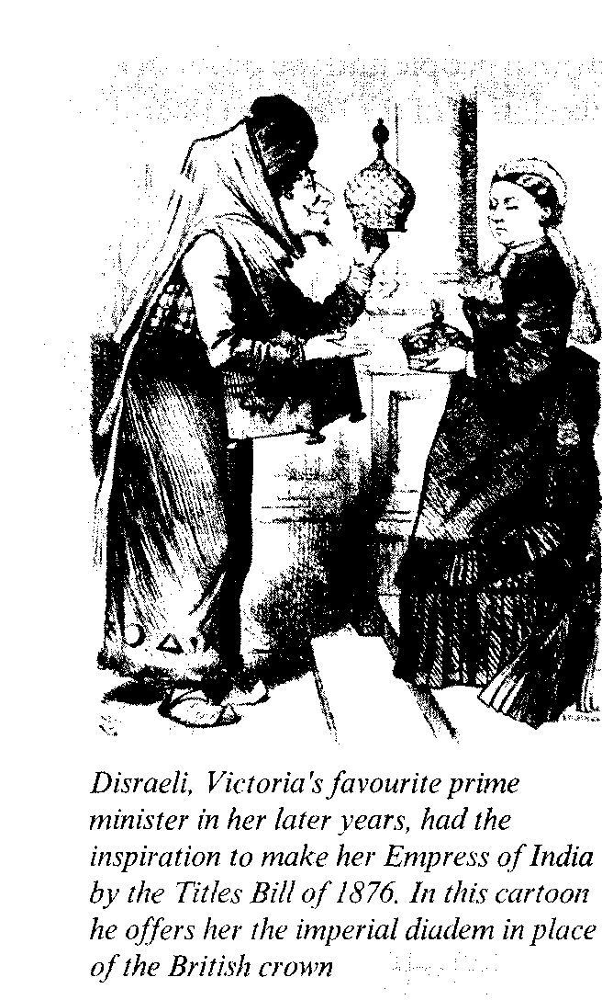 Disraeli, Victoria's favourite prime
minister in her later years, had the
inspiration to make her Empress of India
by the Titles Bill of 1876. In this cartoon
he offers her the imperial diadem in place
of the British crown